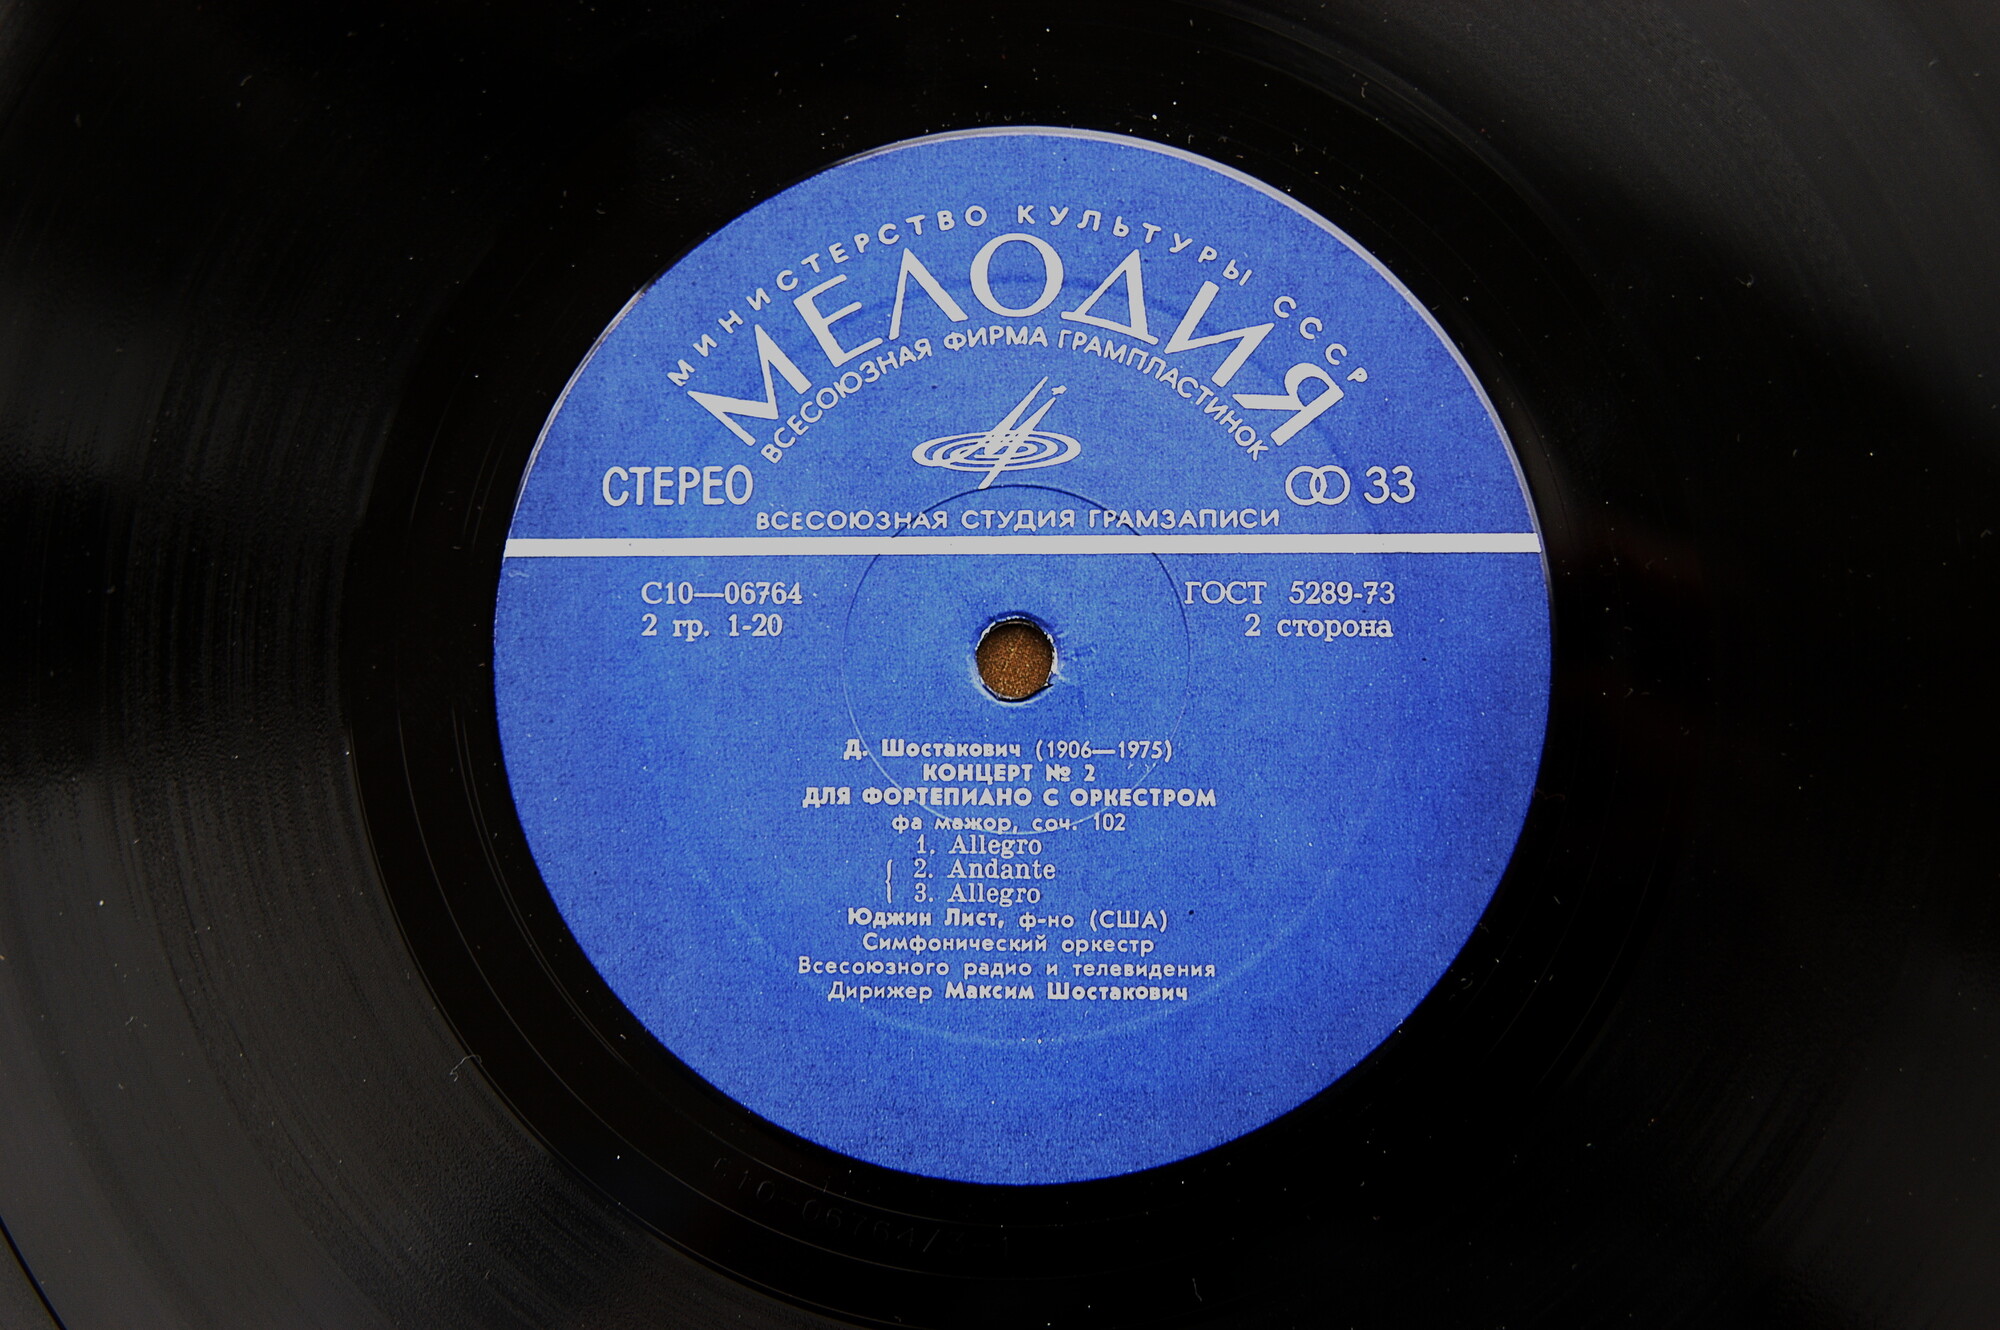 МИНИСТЕРСТВО КУЛЬТУРЫ СССР
МЕЛОДИЯ
ВСЕСОЮЗНАЯ ФИРМА ГРАМПЛАСТИНОК
СТЕРЕО
33
ВСЕСОЮЗНАЯ СТУДИЯ ГРАМЗАПИСИ
С10—06764
ГОСТ 5289-73
2 гр. 1-20
2 сторона
Д. Шостакович (1906—1975)
КОНЦЕРТ № 2
ДЛЯ ФОРТЕПИАНО С ОРКЕСТРОМ
фа мажор, соч. 102
1. Allegro
2. Andante
3. Allegro
Юджин Лист, ф-но (США)
Симфонический оркестр
Всесоюзного радио и телевидения
Дирижер Максим Шостакович